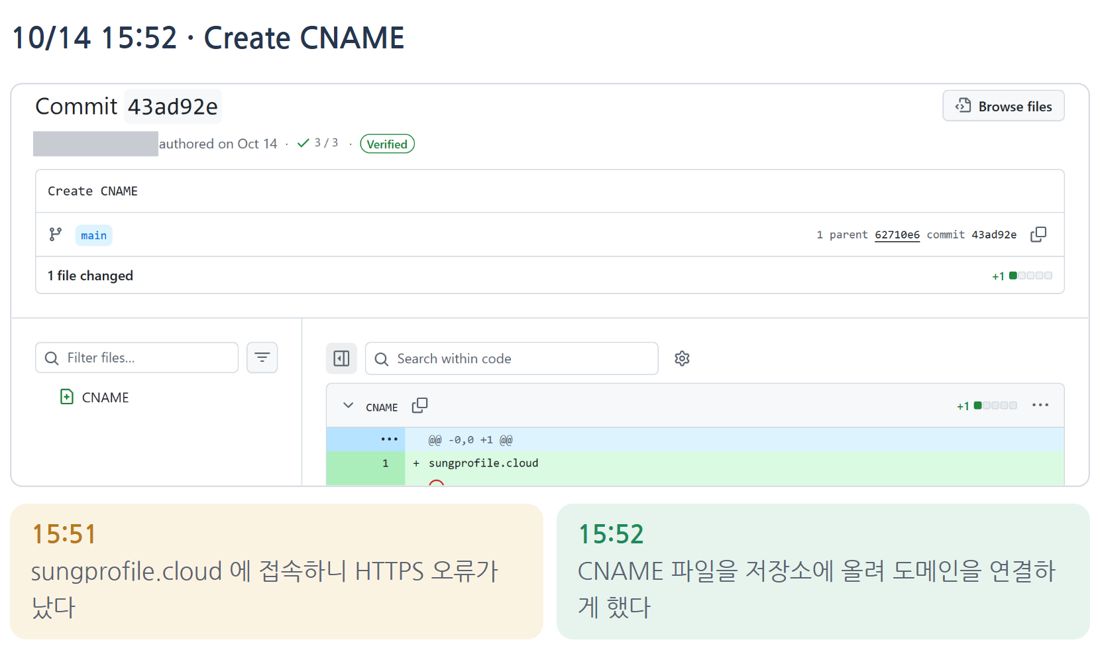 10/14 15:52 · Create CNAME
Commit 43ad92e
Browse files
authored on Oct 14 · 3 / 3 · Verified
Create CNAME
main
1 parent 62710e6 commit 43ad92e
1 file changed
+1
Filter files...
Search within code
CNAME
CNAME
+1
@@ -0,0 +1 @@
1 + sungprofile.cloud
15:51
sungprofile.cloud 에 접속하니 HTTPS 오류가
났다
15:52
CNAME 파일을 저장소에 올려 도메인을 연결하
게 했다